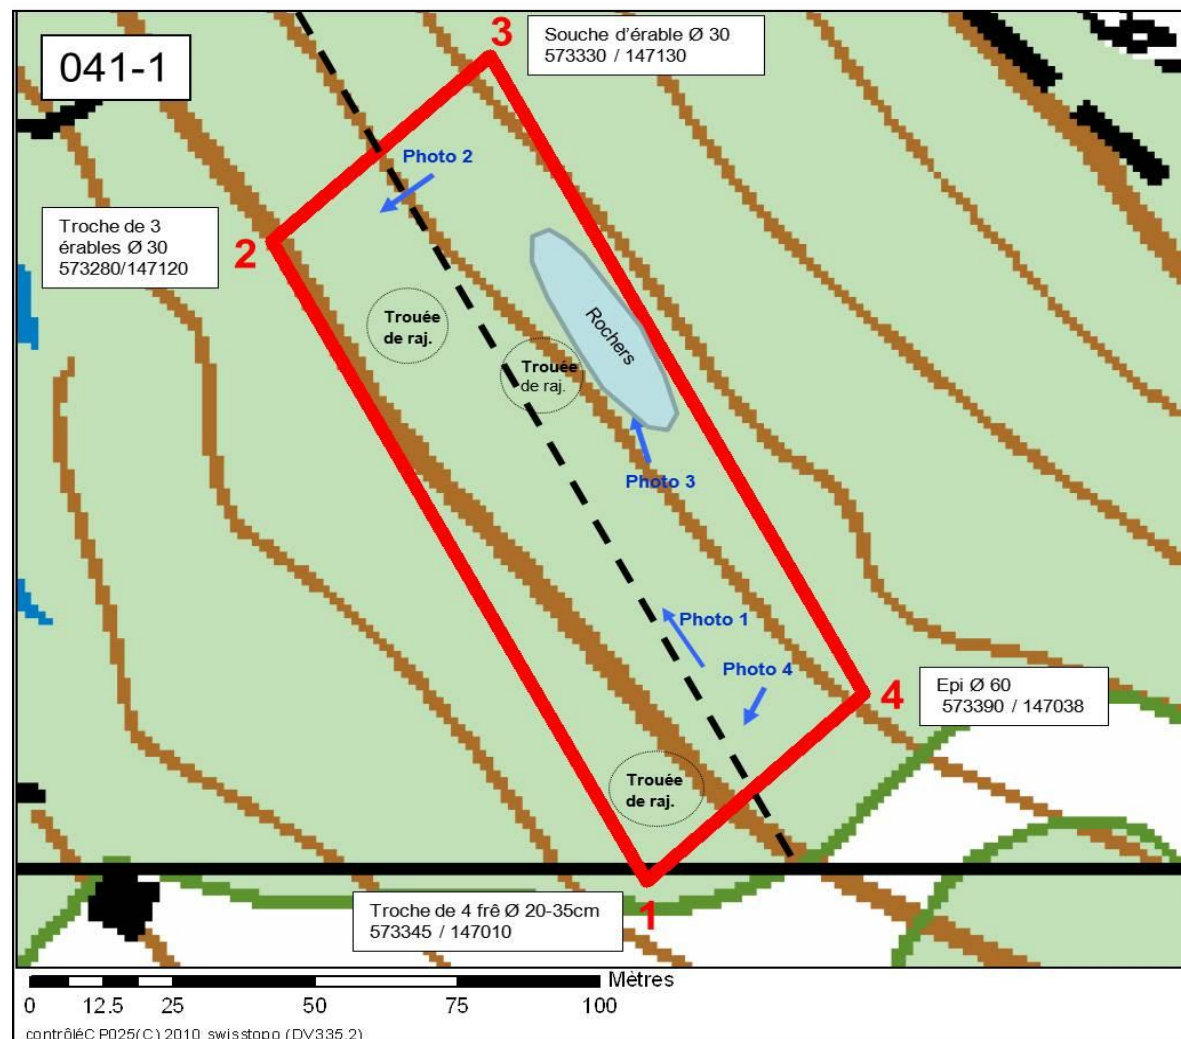 041-1
3
Souche d'érable Ø 30
573330 / 147130
Photo 2
Troche de 3
érables Ø 30
573280/147120
2
Trouée
de raj.
Trouée
de raj.
Rochers
Photo 3
Photo 1
Photo 4
4
Epi Ø 60
573390 / 147038
Trouée
de raj.
Troche de 4 frê Ø 20-35cm
573345 / 147010
1
Mètres
0 12.5 25 50 75 100
contrôléC P025(C) 2010 swisstopo (DV335.2)